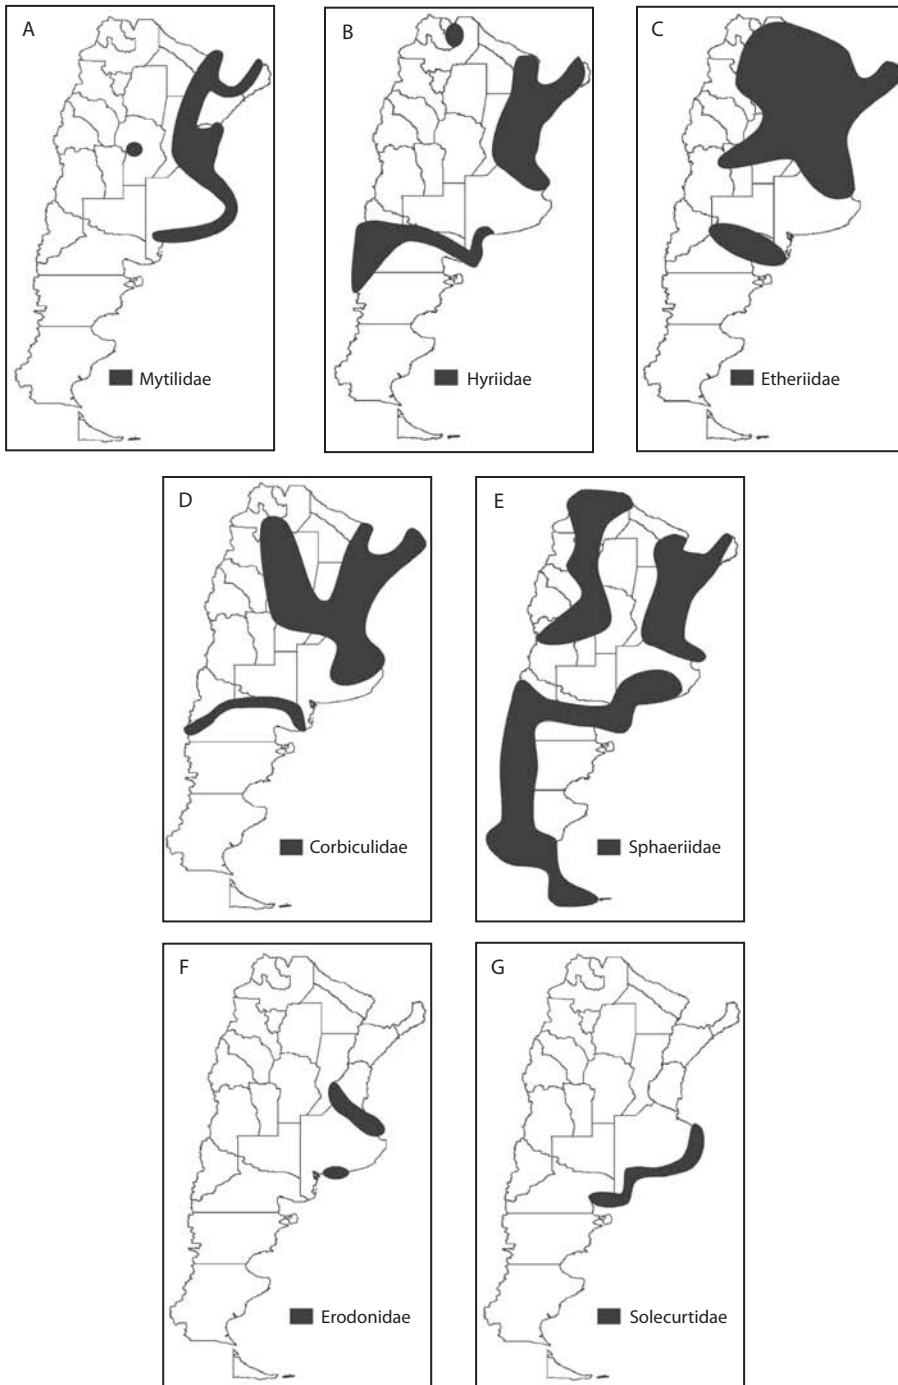 A
Mytilidae
B
Hyriidae
C
Etheriidae
D
Corbiculidae
E
Sphaeriidae
F
Erodonidae
G
Solecurtidae